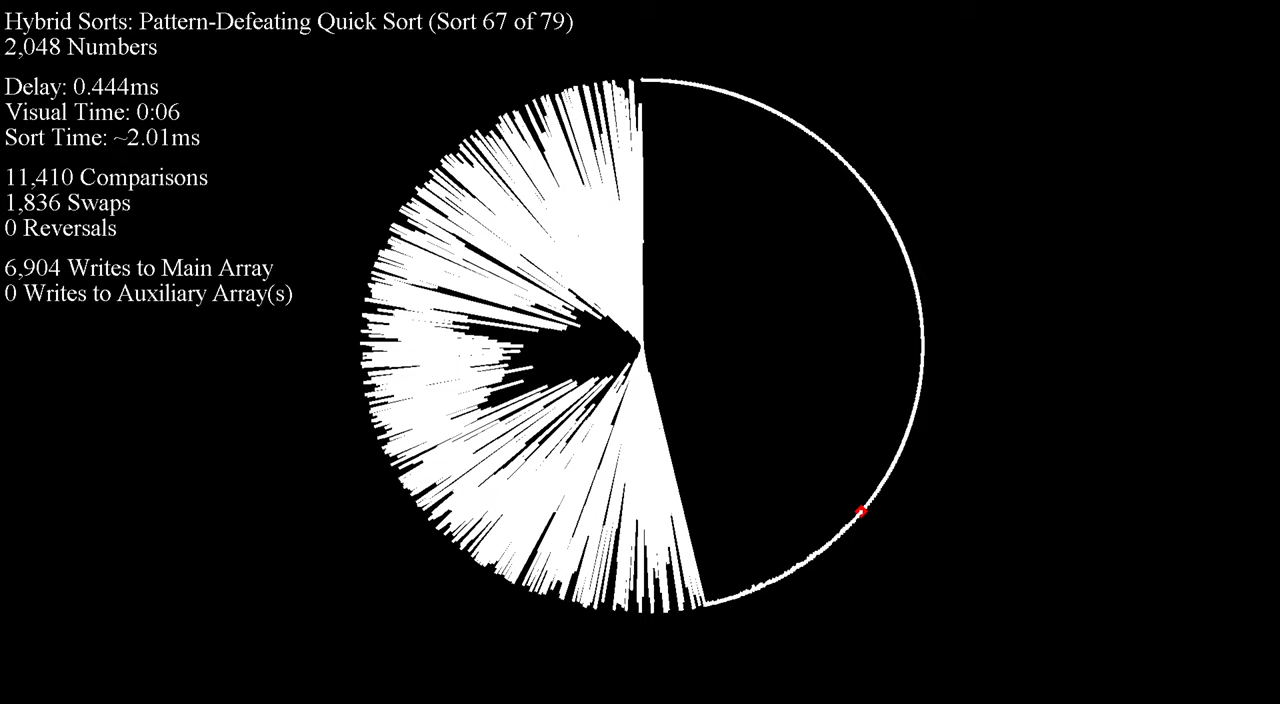 Hybrid Sorts: Pattern-Defeating Quick Sort (Sort 67 of 79)
2,048 Numbers
Delay: 0.444ms
Visual Time: 0:06
Sort Time: ~2.01ms
11,410 Comparisons
1,836 Swaps
0 Reversals
6,904 Writes to Main Array
0 Writes to Auxiliary Array(s)